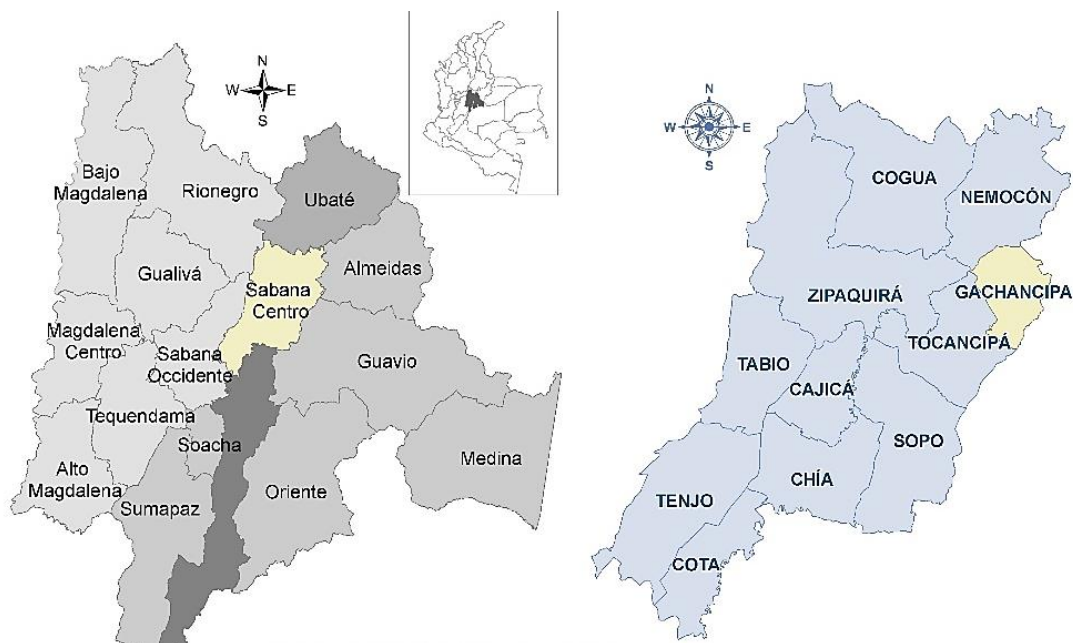 N
W E
S
Bajo
Magdalena
Rionegro
Ubaté
Gualivá
Almeidas
Sabana
Centro
Magdalena
Centro
Sabana
Occidente
Guavio
Tequendama
Soacha
Medina
Alto
Magdalena
Sumapaz
Oriente
N
W E
S
COGUA
NEMOCÓN
ZIPAQUIRÁ
GACHANCIPA
TOCANCIPÁ
TABIO
CAJICÁ
SOPO
CHÍA
TENJO
COTA